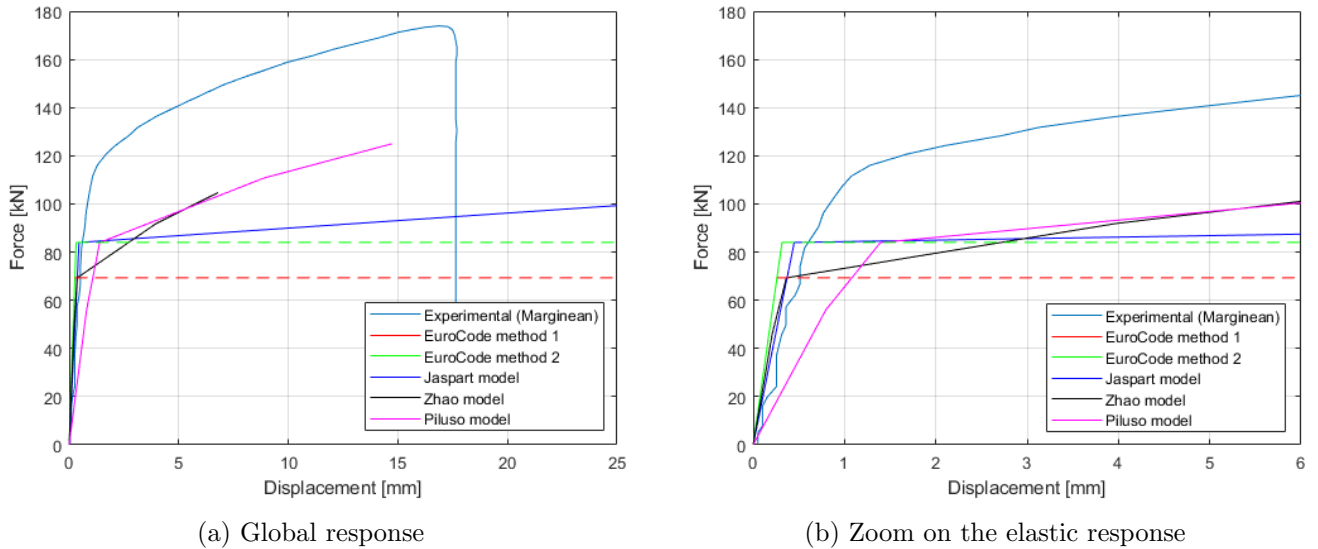 180
160
140
120
100
80
60
40
20
0
Force [kN]
0 5 10 15 20 25
Displacement [mm]
Experimental (Marginean)
EuroCode method 1
EuroCode method 2
Jaspart model
Zhao model
Piluso model
(a) Global response
180
160
140
120
100
80
60
40
20
0
Force [kN]
0 1 2 3 4 5 6
Displacement [mm]
Experimental (Marginean)
EuroCode method 1
EuroCode method 2
Jaspart model
Zhao model
Piluso model
(b) Zoom on the elastic response